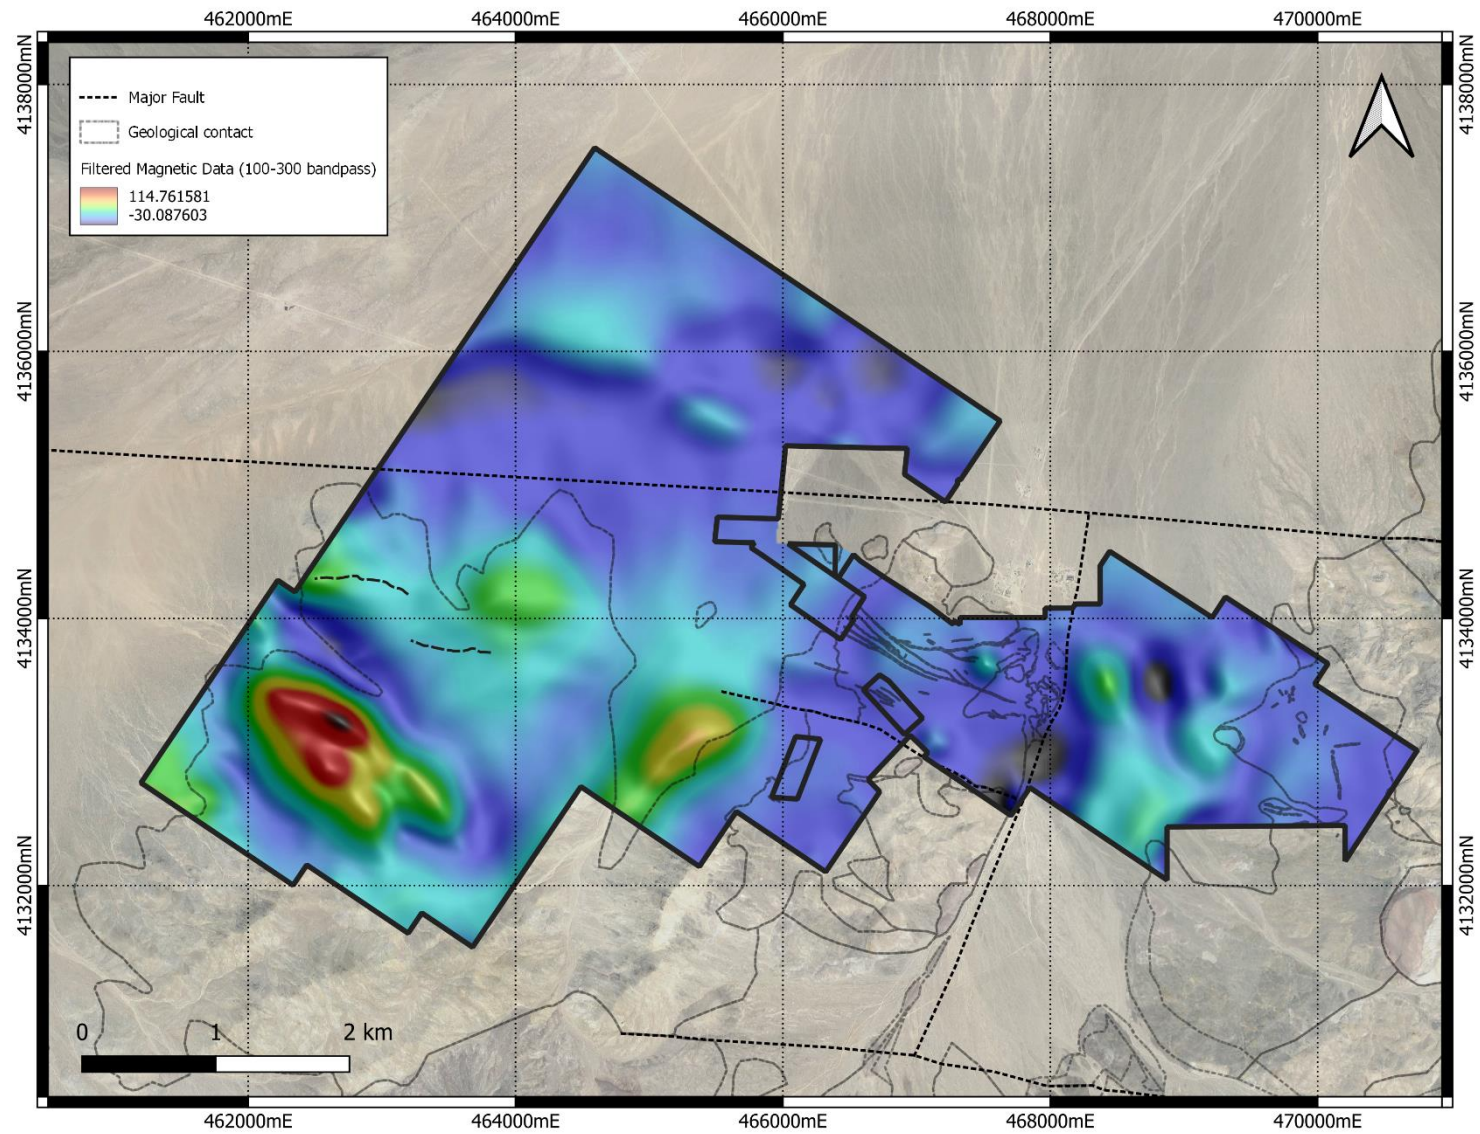 462000mE
464000mE
466000mE
468000mE
470000mE
4138000mN
4138000mN
Major Fault
Geological contact
Filtered Magnetic Data (100-300 bandpass)
114.761581
-30.087603
4136000mN
4136000mN
4134000mN
4134000mN
4132000mN
4132000mN
0 1 2 km
462000mE
464000mE
466000mE
468000mE
470000mE